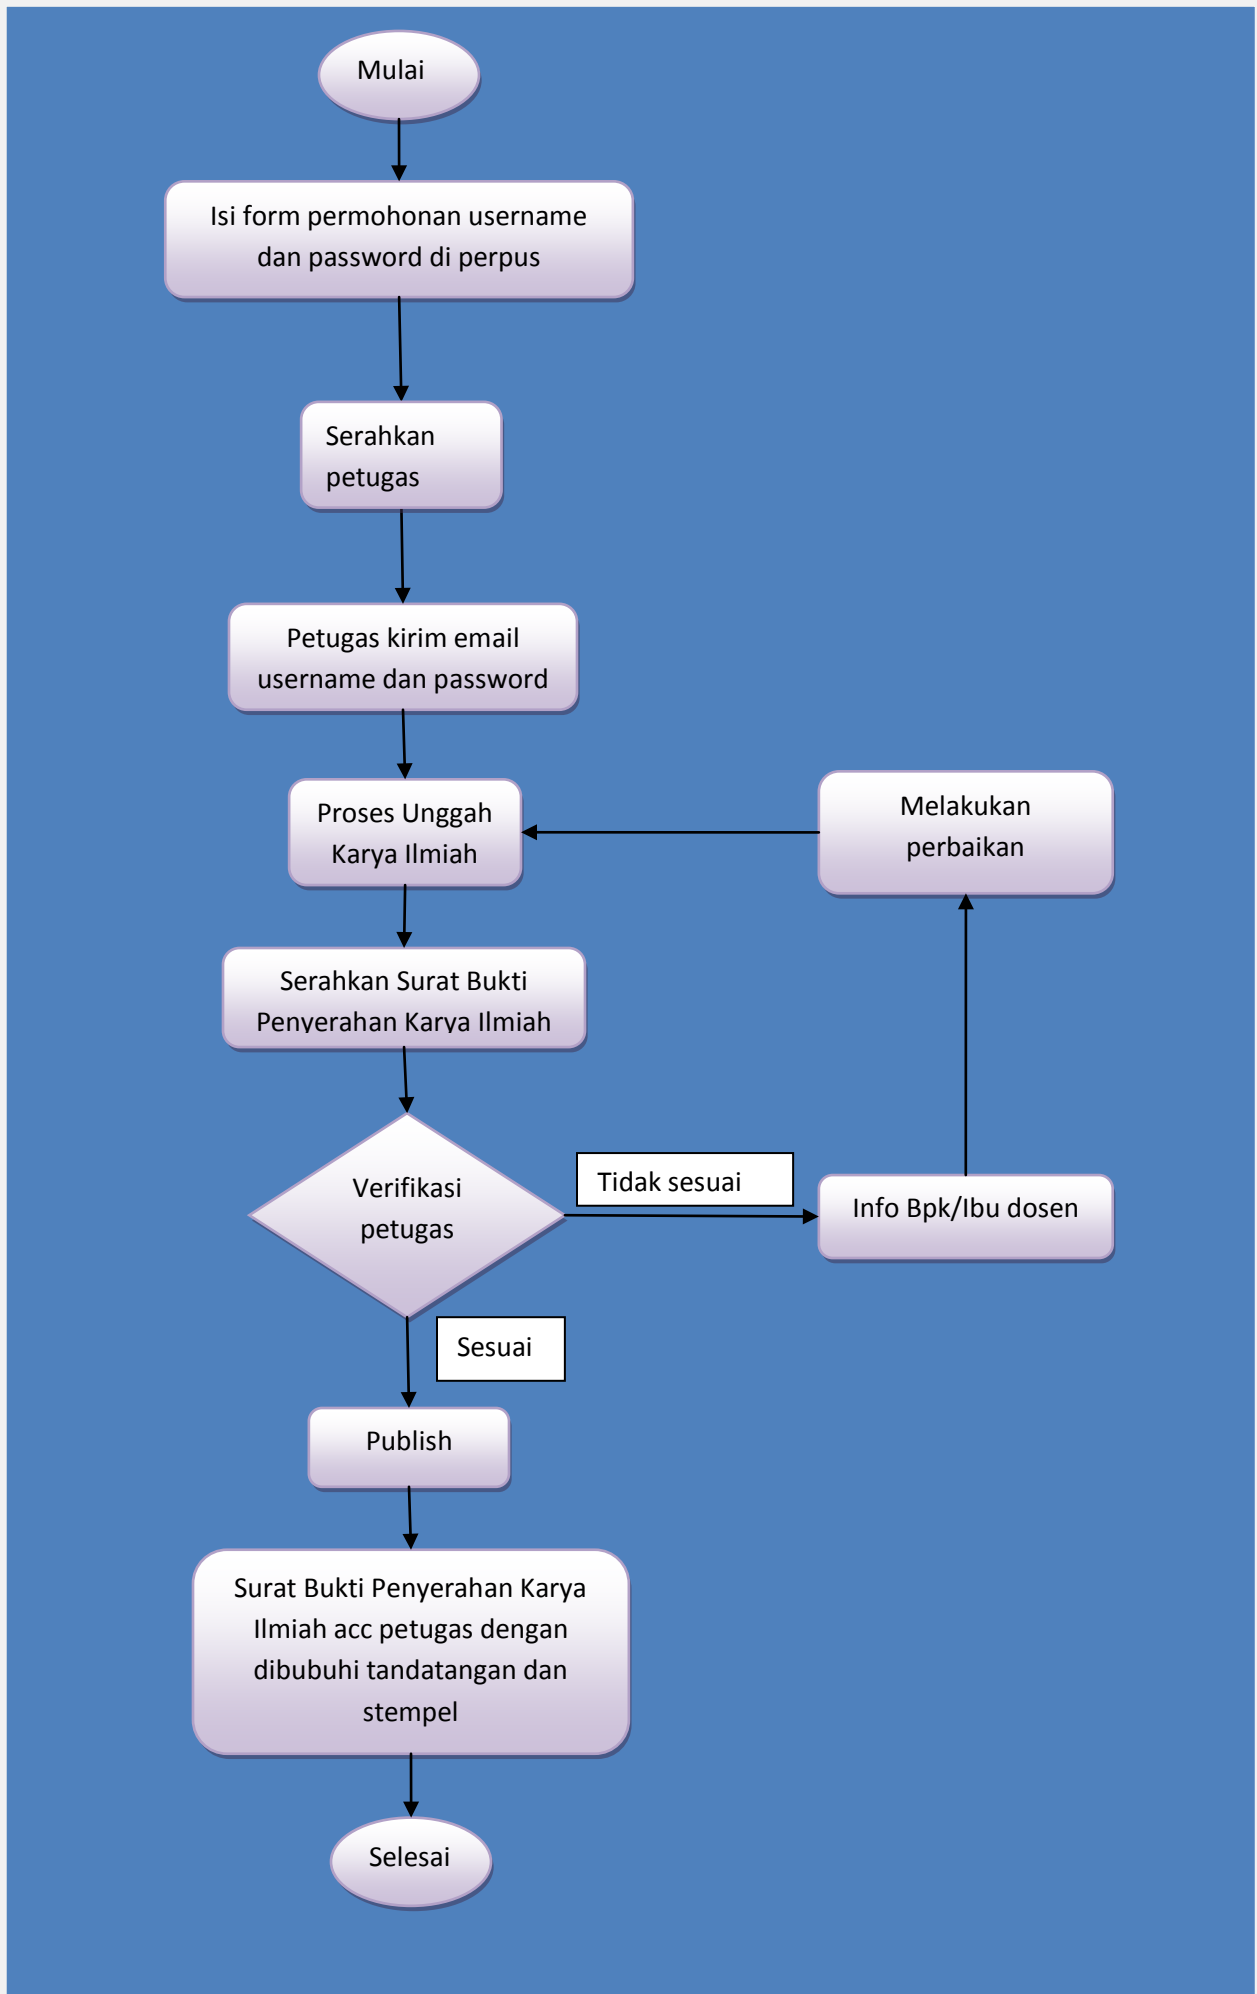 Mulai
Isi form permohonan username
dan password di perpus
Serahkan
petugas
Petugas kirim email
username dan password
Proses Unggah
Karya Ilmiah
Melakukan
perbaikan
Serahkan Surat Bukti
Penyerahan Karya Ilmiah
Verifikasi
petugas
Tidak sesuai
Info Bpk/Ibu dosen
Sesuai
Publish
Surat Bukti Penyerahan Karya
Ilmiah acc petugas dengan
dibubuhi tandatangan dan
stempel
Selesai